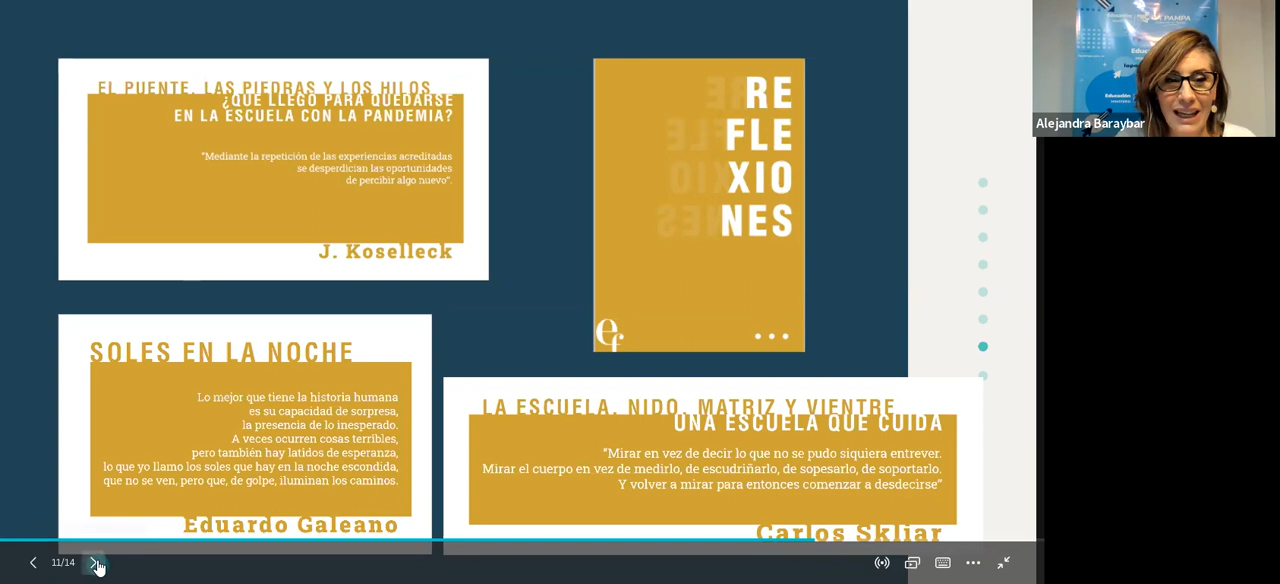 EL PUENTE, LAS PIEDRAS Y LOS HILOS
¿QUÉ LLEGÓ PARA QUEDARSE
EN LA ESCUELA CON LA PANDEMIA?
"Mediante la repetición de las experiencias acreditadas
se desperdician las oportunidades
de percibir algo nuevo".
J. Koselleck
RE
FLE
XIO
NES
ef
SOLES EN LA NOCHE
Lo mejor que tiene la historia humana
es su capacidad de sorpresa,
la presencia de lo inesperado.
A veces ocurren cosas terribles,
pero también hay latidos de esperanza,
lo que yo llamo los soles que hay en la noche escondida,
que no se ven, pero que, de golpe, iluminan los caminos.
Eduardo Galeano
LA ESCUELA, NIDO, MATRIZ Y VIENTRE
UNA ESCUELA QUE CUIDA
"Mirar en vez de decir lo que no se pudo siquiera entrever.
Mirar el cuerpo en vez de medirlo, de escudriñarlo, de sopesarlo, de soportarlo.
Y volver a mirar para entonces comenzar a desdecirse"
Carlos Skliar
PAMPA
Alejandra Baraybar
11/14